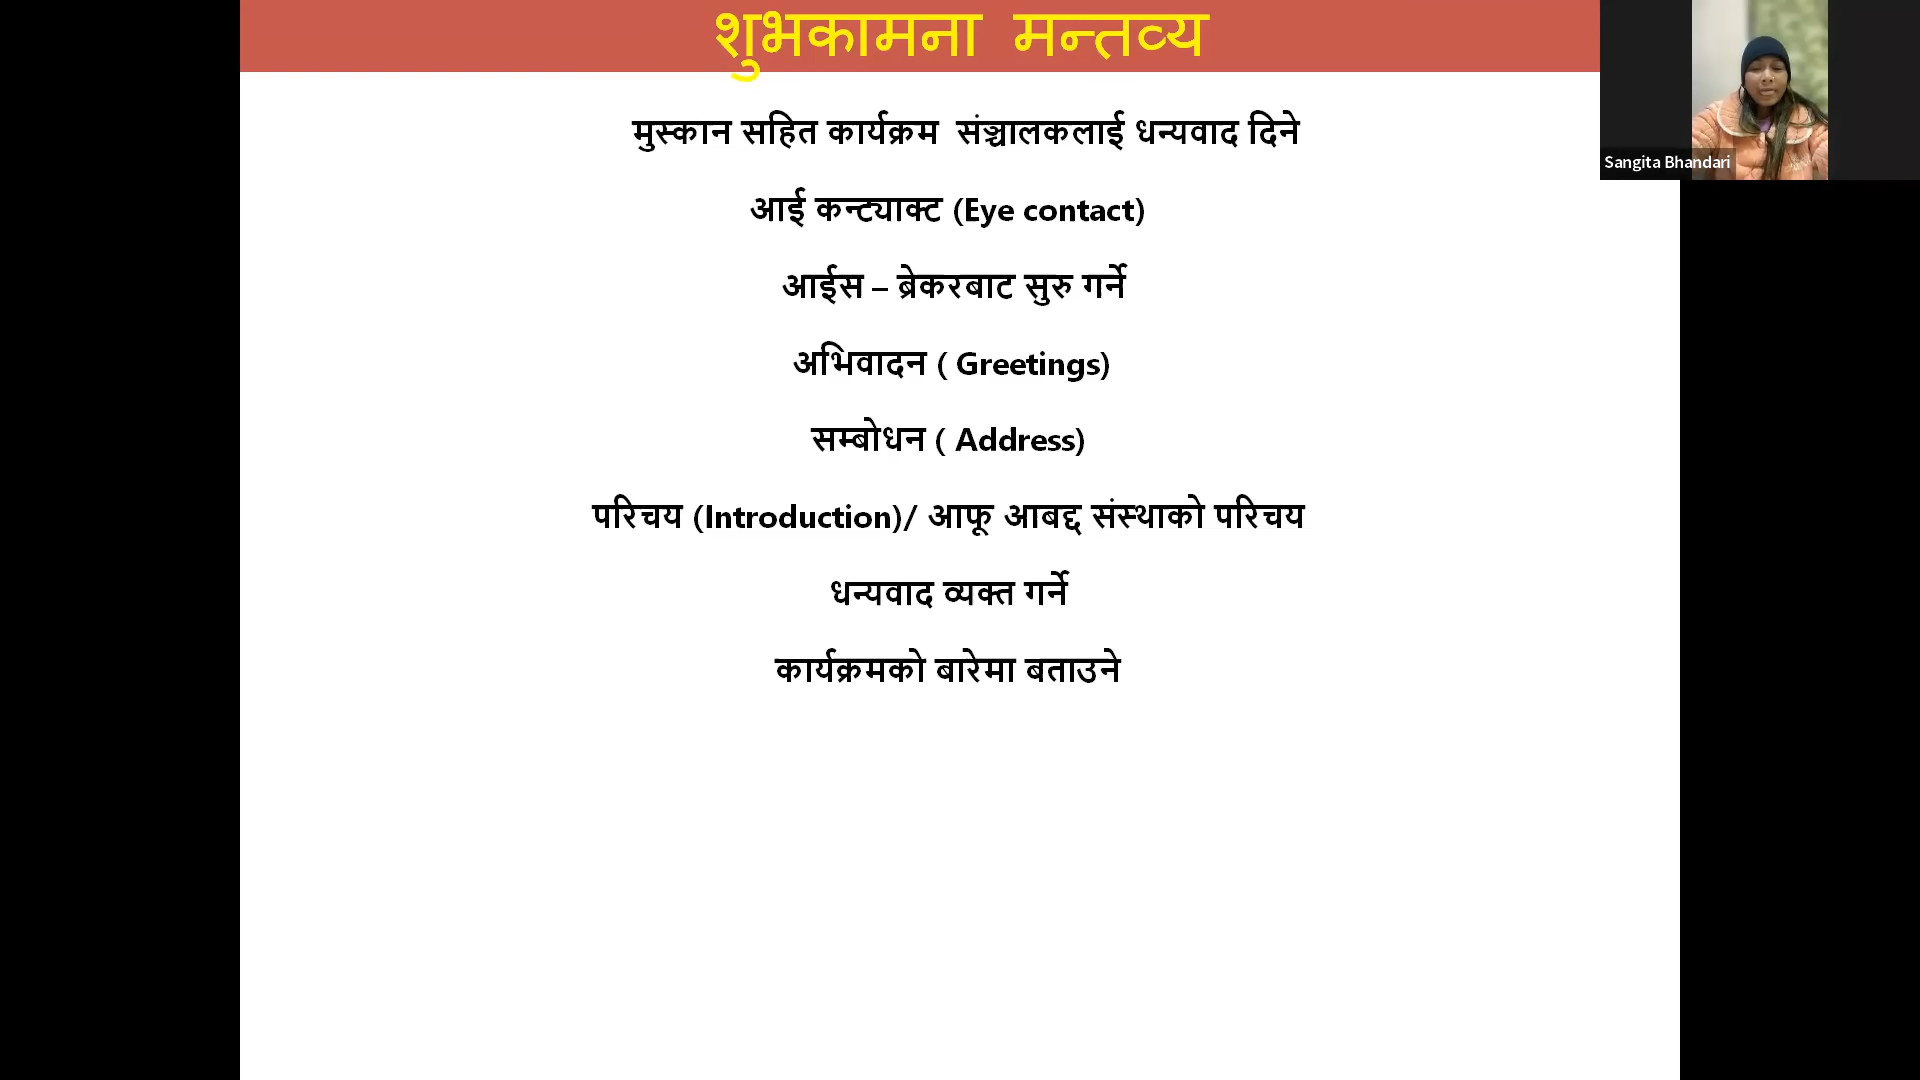 शुभकामना मन्तव्य
मुस्कान सहित कार्यक्रम संञ्चालकलाई धन्यवाद दिने
आई कन्ट्याक्ट (Eye contact)
आईस – ब्रेकरबाट सुरु गर्ने
अभिवादन ( Greetings)
सम्बोधन ( Address)
परिचय (Introduction)/ आफू आबद्द संस्थाको परिचय
धन्यवाद व्यक्त गर्ने
कार्यक्रमको बारेमा बताउने
Sangita Bhandari